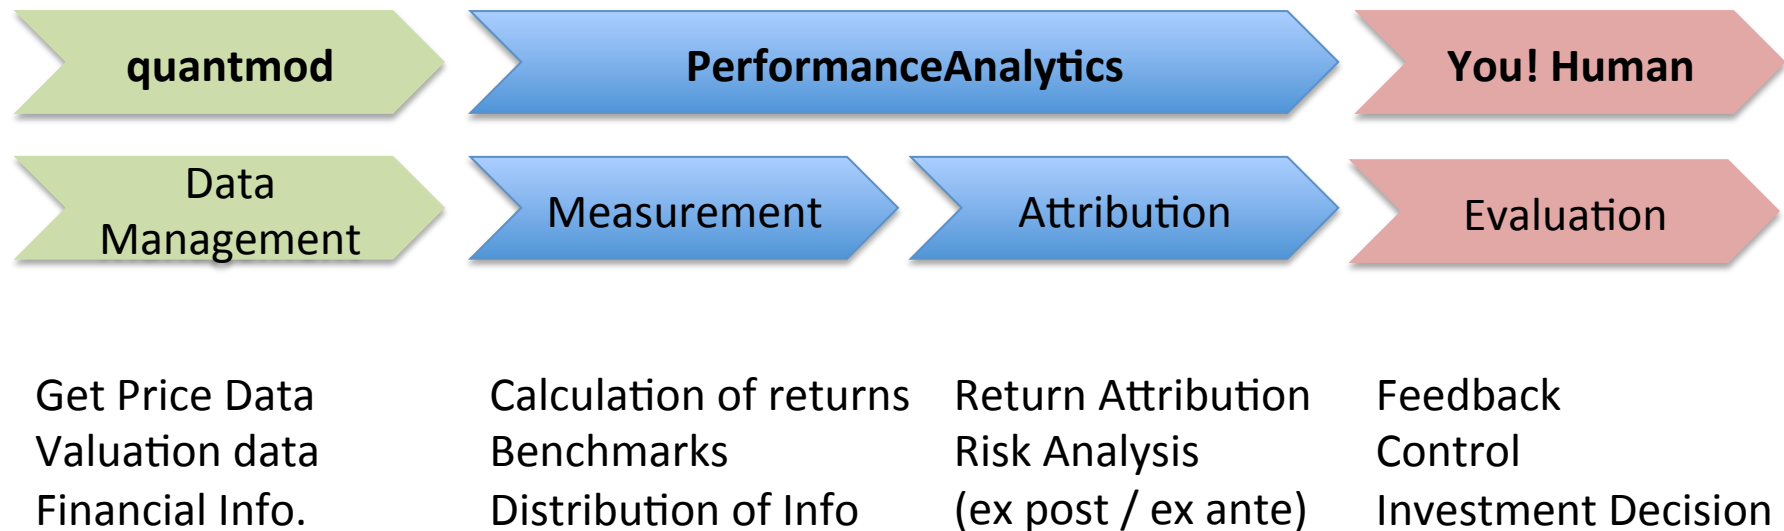 quantmod
PerformanceAnalytics
You! Human
Data
Management
Measurement
Attribution
Evaluation
Get Price Data
Valuation data
Financial Info.
Calculation of returns
Benchmarks
Distribution of Info
Return Attribution
Risk Analysis
(ex post / ex ante)
Feedback
Control
Investment Decision